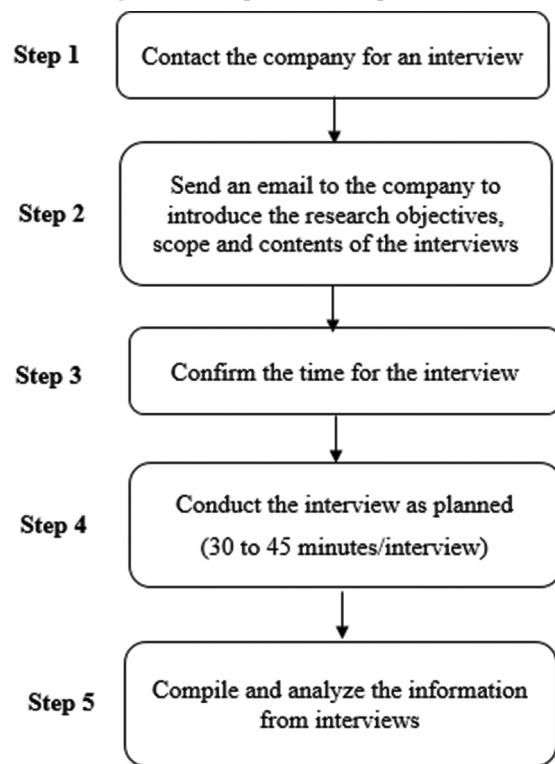 Step 1
Contact the company for an interview
Step 2
Send an email to the company to
introduce the research objectives,
scope and contents of the interviews
Step 3
Confirm the time for the interview
Step 4
Conduct the interview as planned
(30 to 45 minutes/interview)
Step 5
Compile and analyze the information
from interviews